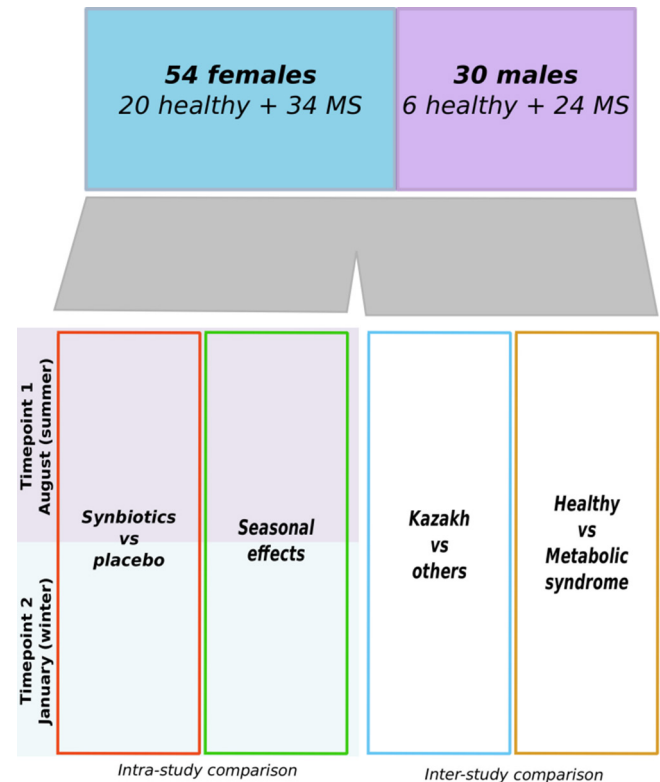 54 females
20 healthy + 34 MS
30 males
6 healthy + 24 MS
Timepoint 1
August (summer)
Timepoint 2
January (winter)
Synbiotics
vs
placebo
Seasonal
effects
Kazakh
vs
others
Healthy
vs
Metabolic
syndrome
Intra-study comparison
Inter-study comparison